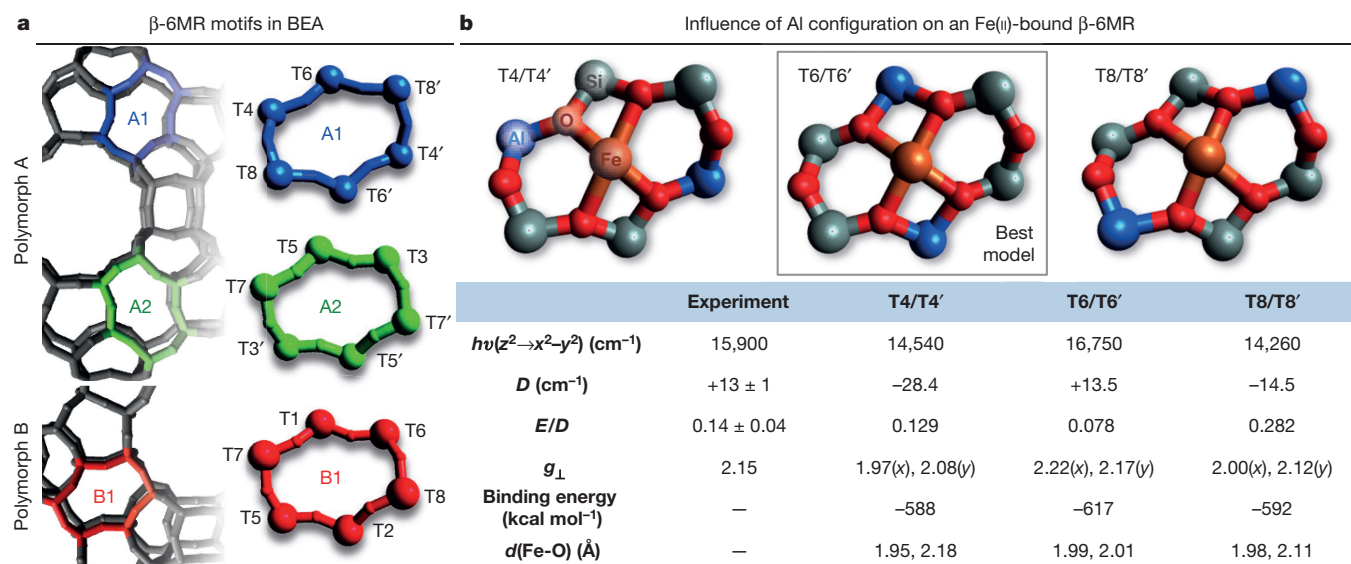 a
β-6MR motifs in BEA
Polymorph A
A1
T6
T4
T8′
A1
T8
T4′
T6′
A2
T5
T3
T7
A2
T7′
T3′
T5′
Polymorph B
B1
T1
T6
T7
B1
T8
T5
T2
b
Influence of Al configuration on an Fe(II)-bound β-6MR
T4/T4′
Si
Al
O
Fe
T6/T6′
Best
model
T8/T8′
Experiment T4/T4′ T6/T6′ T8/T8′
hν(z²→x²–y²) (cm⁻¹) 15,900 14,540 16,750 14,260
D (cm⁻¹) +13 ± 1 –28.4 +13.5 –14.5
E/D 0.14 ± 0.04 0.129 0.078 0.282
g⊥ 2.15 1.97(x), 2.08(y) 2.22(x), 2.17(y) 2.00(x), 2.12(y)
Binding energy
(kcal mol⁻¹) — –588 –617 –592
d(Fe-O) (Å) — 1.95, 2.18 1.99, 2.01 1.98, 2.11